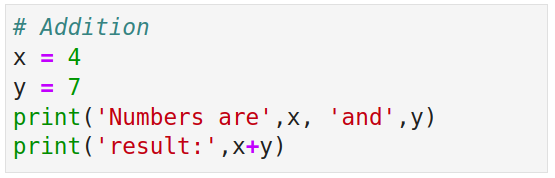 # Addition
x = 4
y = 7
print('Numbers are',x, 'and',y)
print('result:',x+y)